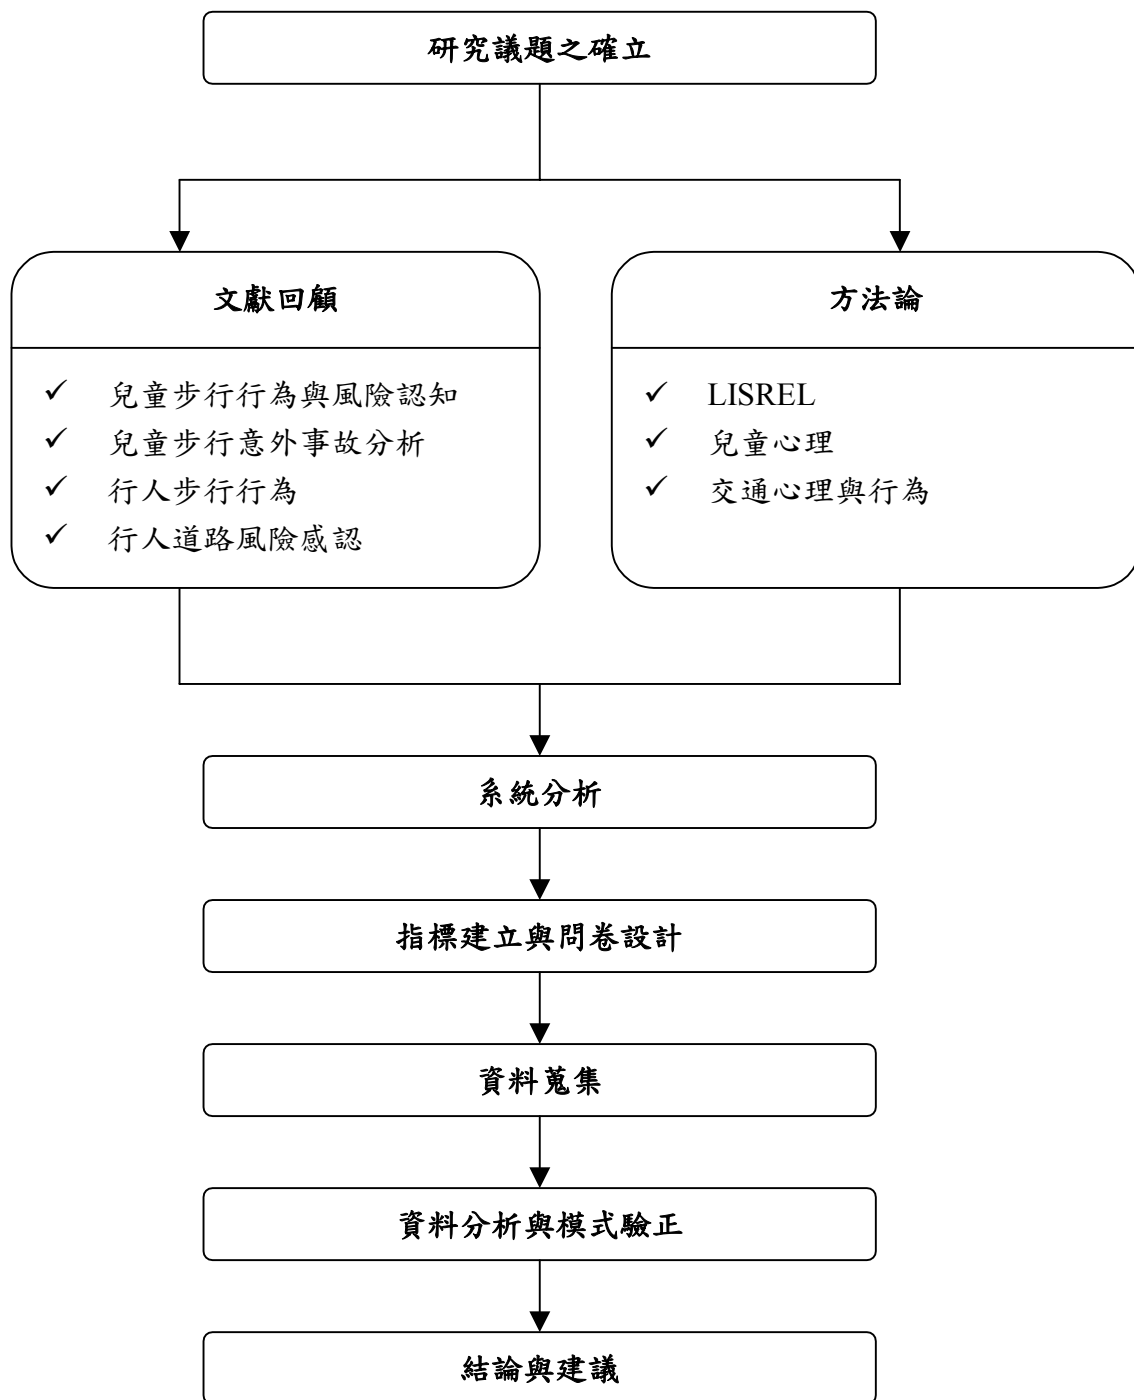 研究議題之確立
文獻回顧
✓ 兒童步行行為與風險認知
✓ 兒童步行意外事故分析
✓ 行人步行行為
✓ 行人道路風險感認
方法論
✓ LISREL
✓ 兒童心理
✓ 交通心理與行為
系統分析
指標建立與問卷設計
資料蒐集
資料分析與模式驗正
結論與建議